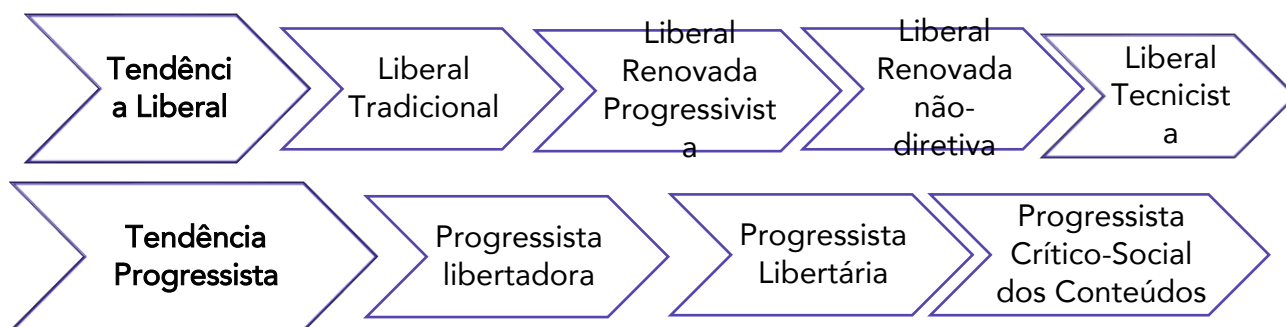 Tendênci
a Liberal
Liberal
Tradicional
Liberal
Renovada
Progressivist
a
Liberal
Renovada
não-
diretiva
Liberal
Tecnicist
a
Tendência
Progressista
Progressista
libertadora
Progressista
Libertária
Progressista
Crítico-Social
dos Conteúdos